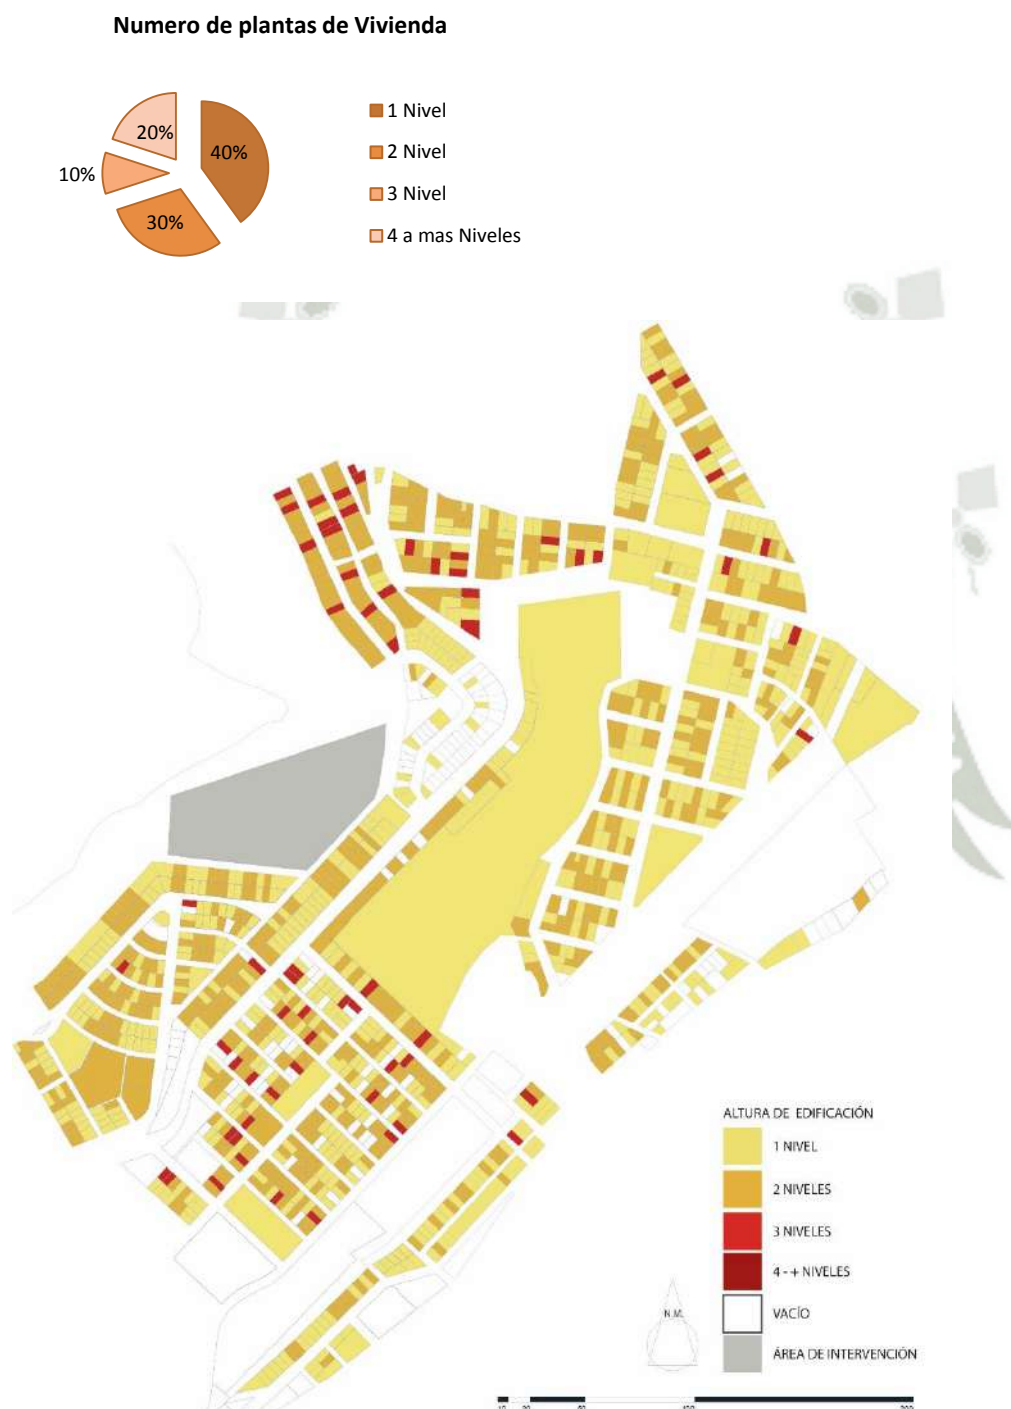 Numero de plantas de Vivienda
20%
40%
10%
30%
1 Nivel
2 Nivel
3 Nivel
4 a mas Niveles
ALTURA DE EDIFICACIÓN
1 NIVEL
2 NIVELES
3 NIVELES
4 - + NIVELES
VACÍO
ÁREA DE INTERVENCIÓN
N.M.